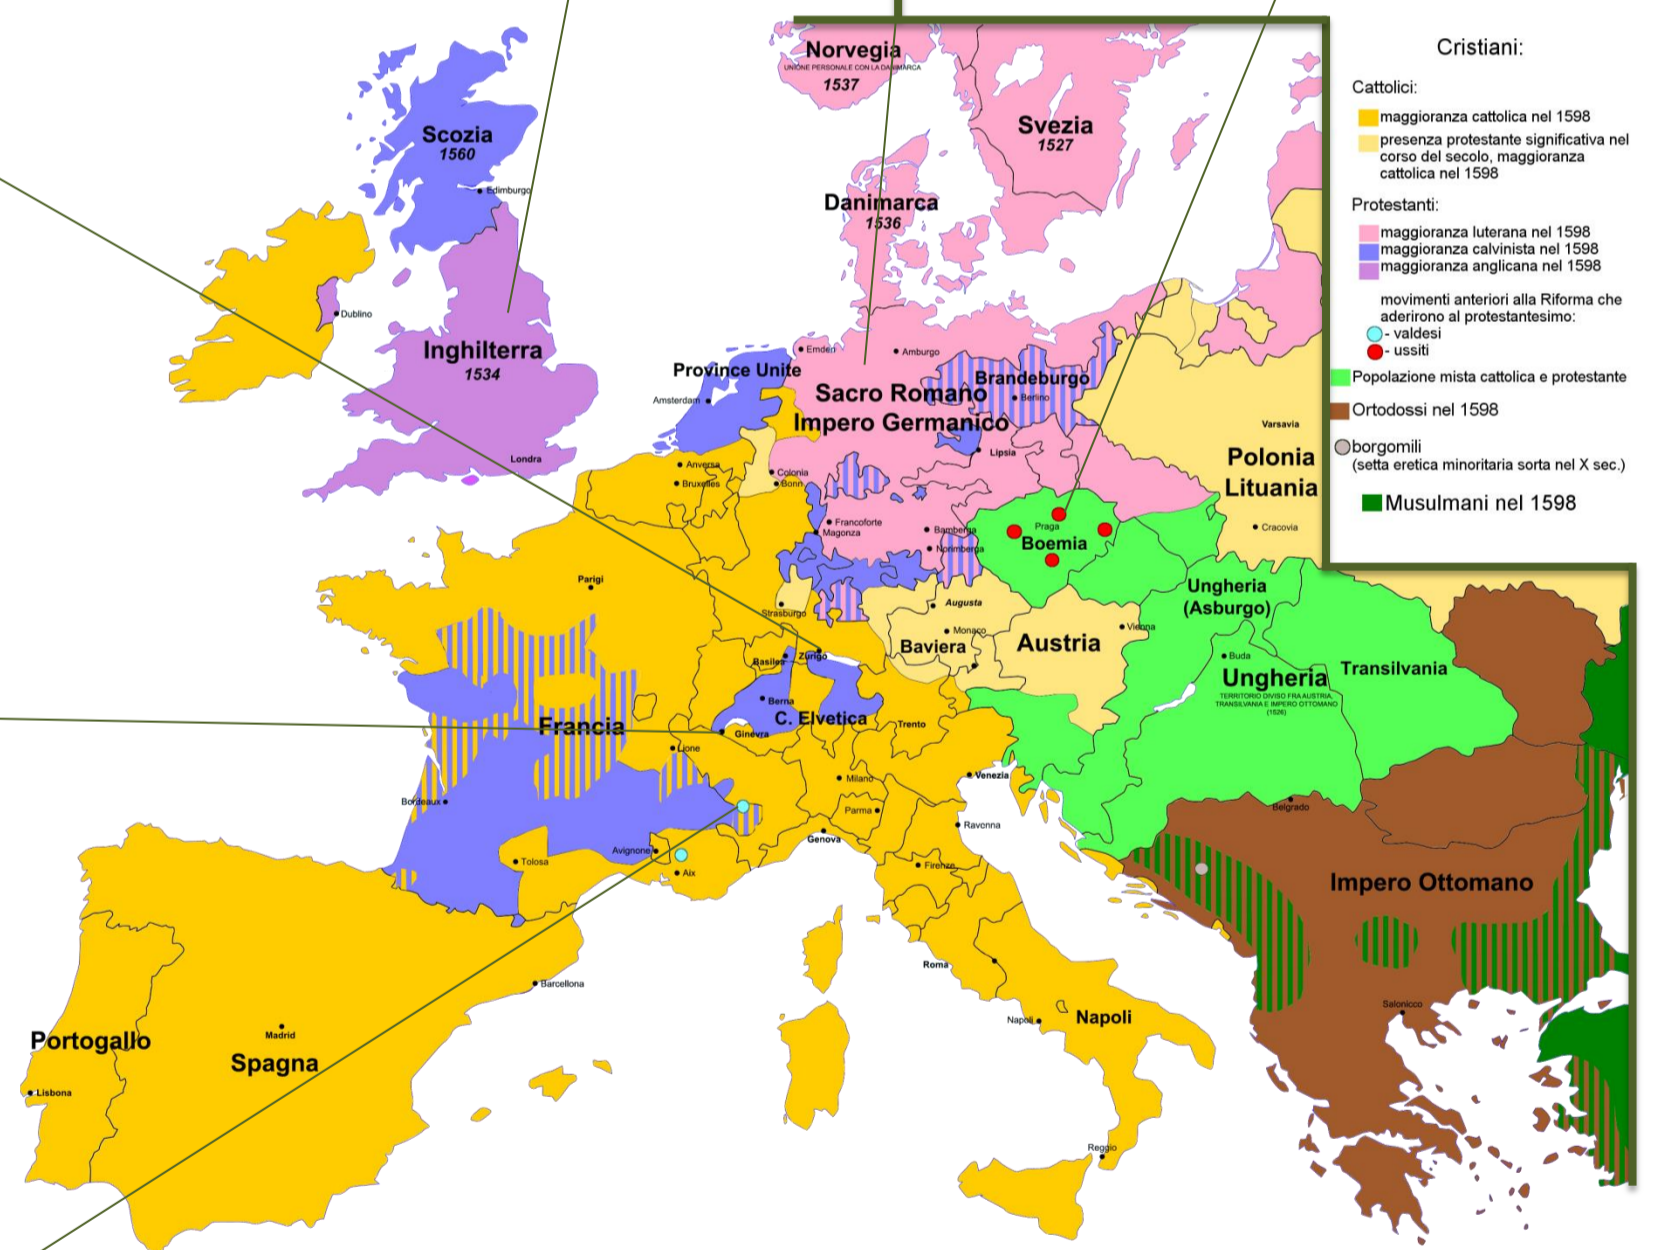 Norvegia
UNIONE PERSONALE CON LA DANIMARCA
1537
Svezia
1527
Scozia
1560
Edimburgo
Danimarca
1536
Dublino
Inghilterra
1534
Londra
Province Unite
Amsterdam
Emden
Amburgo
Sacro Romano
Impero Germanico
Brandeburgo
Berlino
Lipsia
Varsavia
Polonia
Lituania
Cracovia
Anversa
Bruxelles
Colonia
Bonn
Francoforte
Magonza
Bamberga
Norimberga
Praga
Boemia
Parigi
Strasburgo
Augusta
Monaco
Baviera
Austria
Vienna
Ungheria
(Asburgo)
Buda
Ungheria
TERRITORIO DIVISO FRA AUSTRIA,
TRANSILVANIA E IMPERO OTTOMANO
(1526)
Transilvania
Basilea
Zurigo
Berna
C. Elvetica
Ginevra
Trento
Francia
Lione
Milano
Venezia
Bordeaux
Parma
Ravenna
Genova
Belgrado
Tolosa
Avignone
Aix
Firenze
Impero Ottomano
Roma
Barcellona
Salonicco
Napoli
Napoli
Portogallo
Madrid
Spagna
Lisbona
Reggio
Cristiani:
Cattolici:
maggioranza cattolica nel 1598
presenza protestante significativa nel
corso del secolo, maggioranza
cattolica nel 1598
Protestanti:
maggioranza luterana nel 1598
maggioranza calvinista nel 1598
maggioranza anglicana nel 1598
movimenti anteriori alla Riforma che
aderirono al protestantesimo:
- valdesi
- ussiti
Popolazione mista cattolica e protestante
Ortodossi nel 1598
borgomili
(setta eretica minoritaria sorta nel X sec.)
Musulmani nel 1598